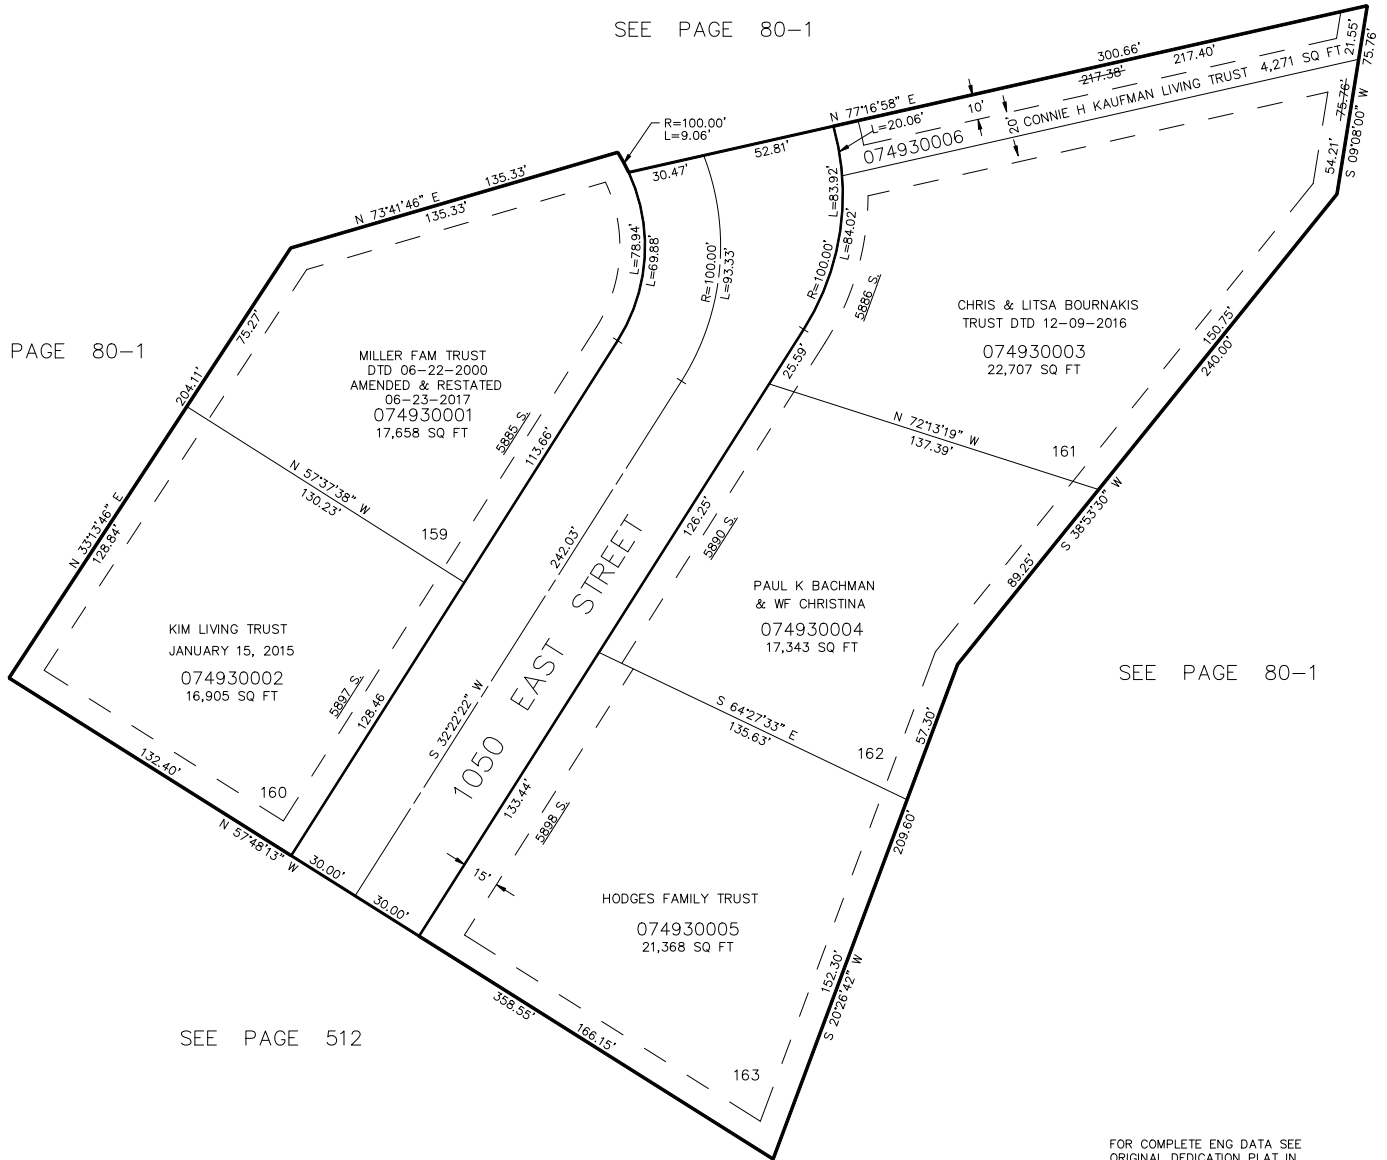 SEE PAGE 80-1
300.66'
217.40'
217.38'
21.55'
75.76'
75.76'
S 09°08'00" W
54.21'
CONNIE H KAUFMAN LIVING TRUST 4,271 SQ FT
N 77°16'58" E
10'
20'
L=20.06'
074930006
R=100.00'
L=9.06'
52.81'
30.47'
135.33'
N 73°41'46" E
135.33'
L=78.94'
L=69.88'
R=100.00'
L=93.33'
L=83.92'
L=84.02'
R=100.00'
5886 S.
CHRIS & LITSA BOURNAKIS
TRUST DTD 12-09-2016
074930003
22,707 SQ FT
150.75'
240.00'
PAGE 80-1
75.27'
204.11'
MILLER FAM TRUST
DTD 06-22-2000
AMENDED & RESTATED
06-23-2017
074930001
17,658 SQ FT
5885 S.
113.66'
25.59'
N 72°13'19" W
137.39'
161
N 57°37'38" W
130.23'
159
N 33°13'46" E
128.84'
242.03'
126.25'
5890 S.
S 38°53'30" W
89.25'
PAUL K BACHMAN
& WF CHRISTINA
074930004
17,343 SQ FT
KIM LIVING TRUST
JANUARY 15, 2015
074930002
16,905 SQ FT
5897 S.
128.46
S 32°22'22" W
1050 EAST STREET
SEE PAGE 80-1
S 64°27'33" E
135.63'
57.30'
162
132.40'
160
133.44'
5898 S.
209.60'
N 57°48'13" W
30.00'
30.00'
15'
HODGES FAMILY TRUST
074930005
21,368 SQ FT
152.30'
S 20°26'42" W
358.55'
166.15'
SEE PAGE 512
163
FOR COMPLETE ENG DATA SEE
ORIGINAL DEDICATION PLAT IN